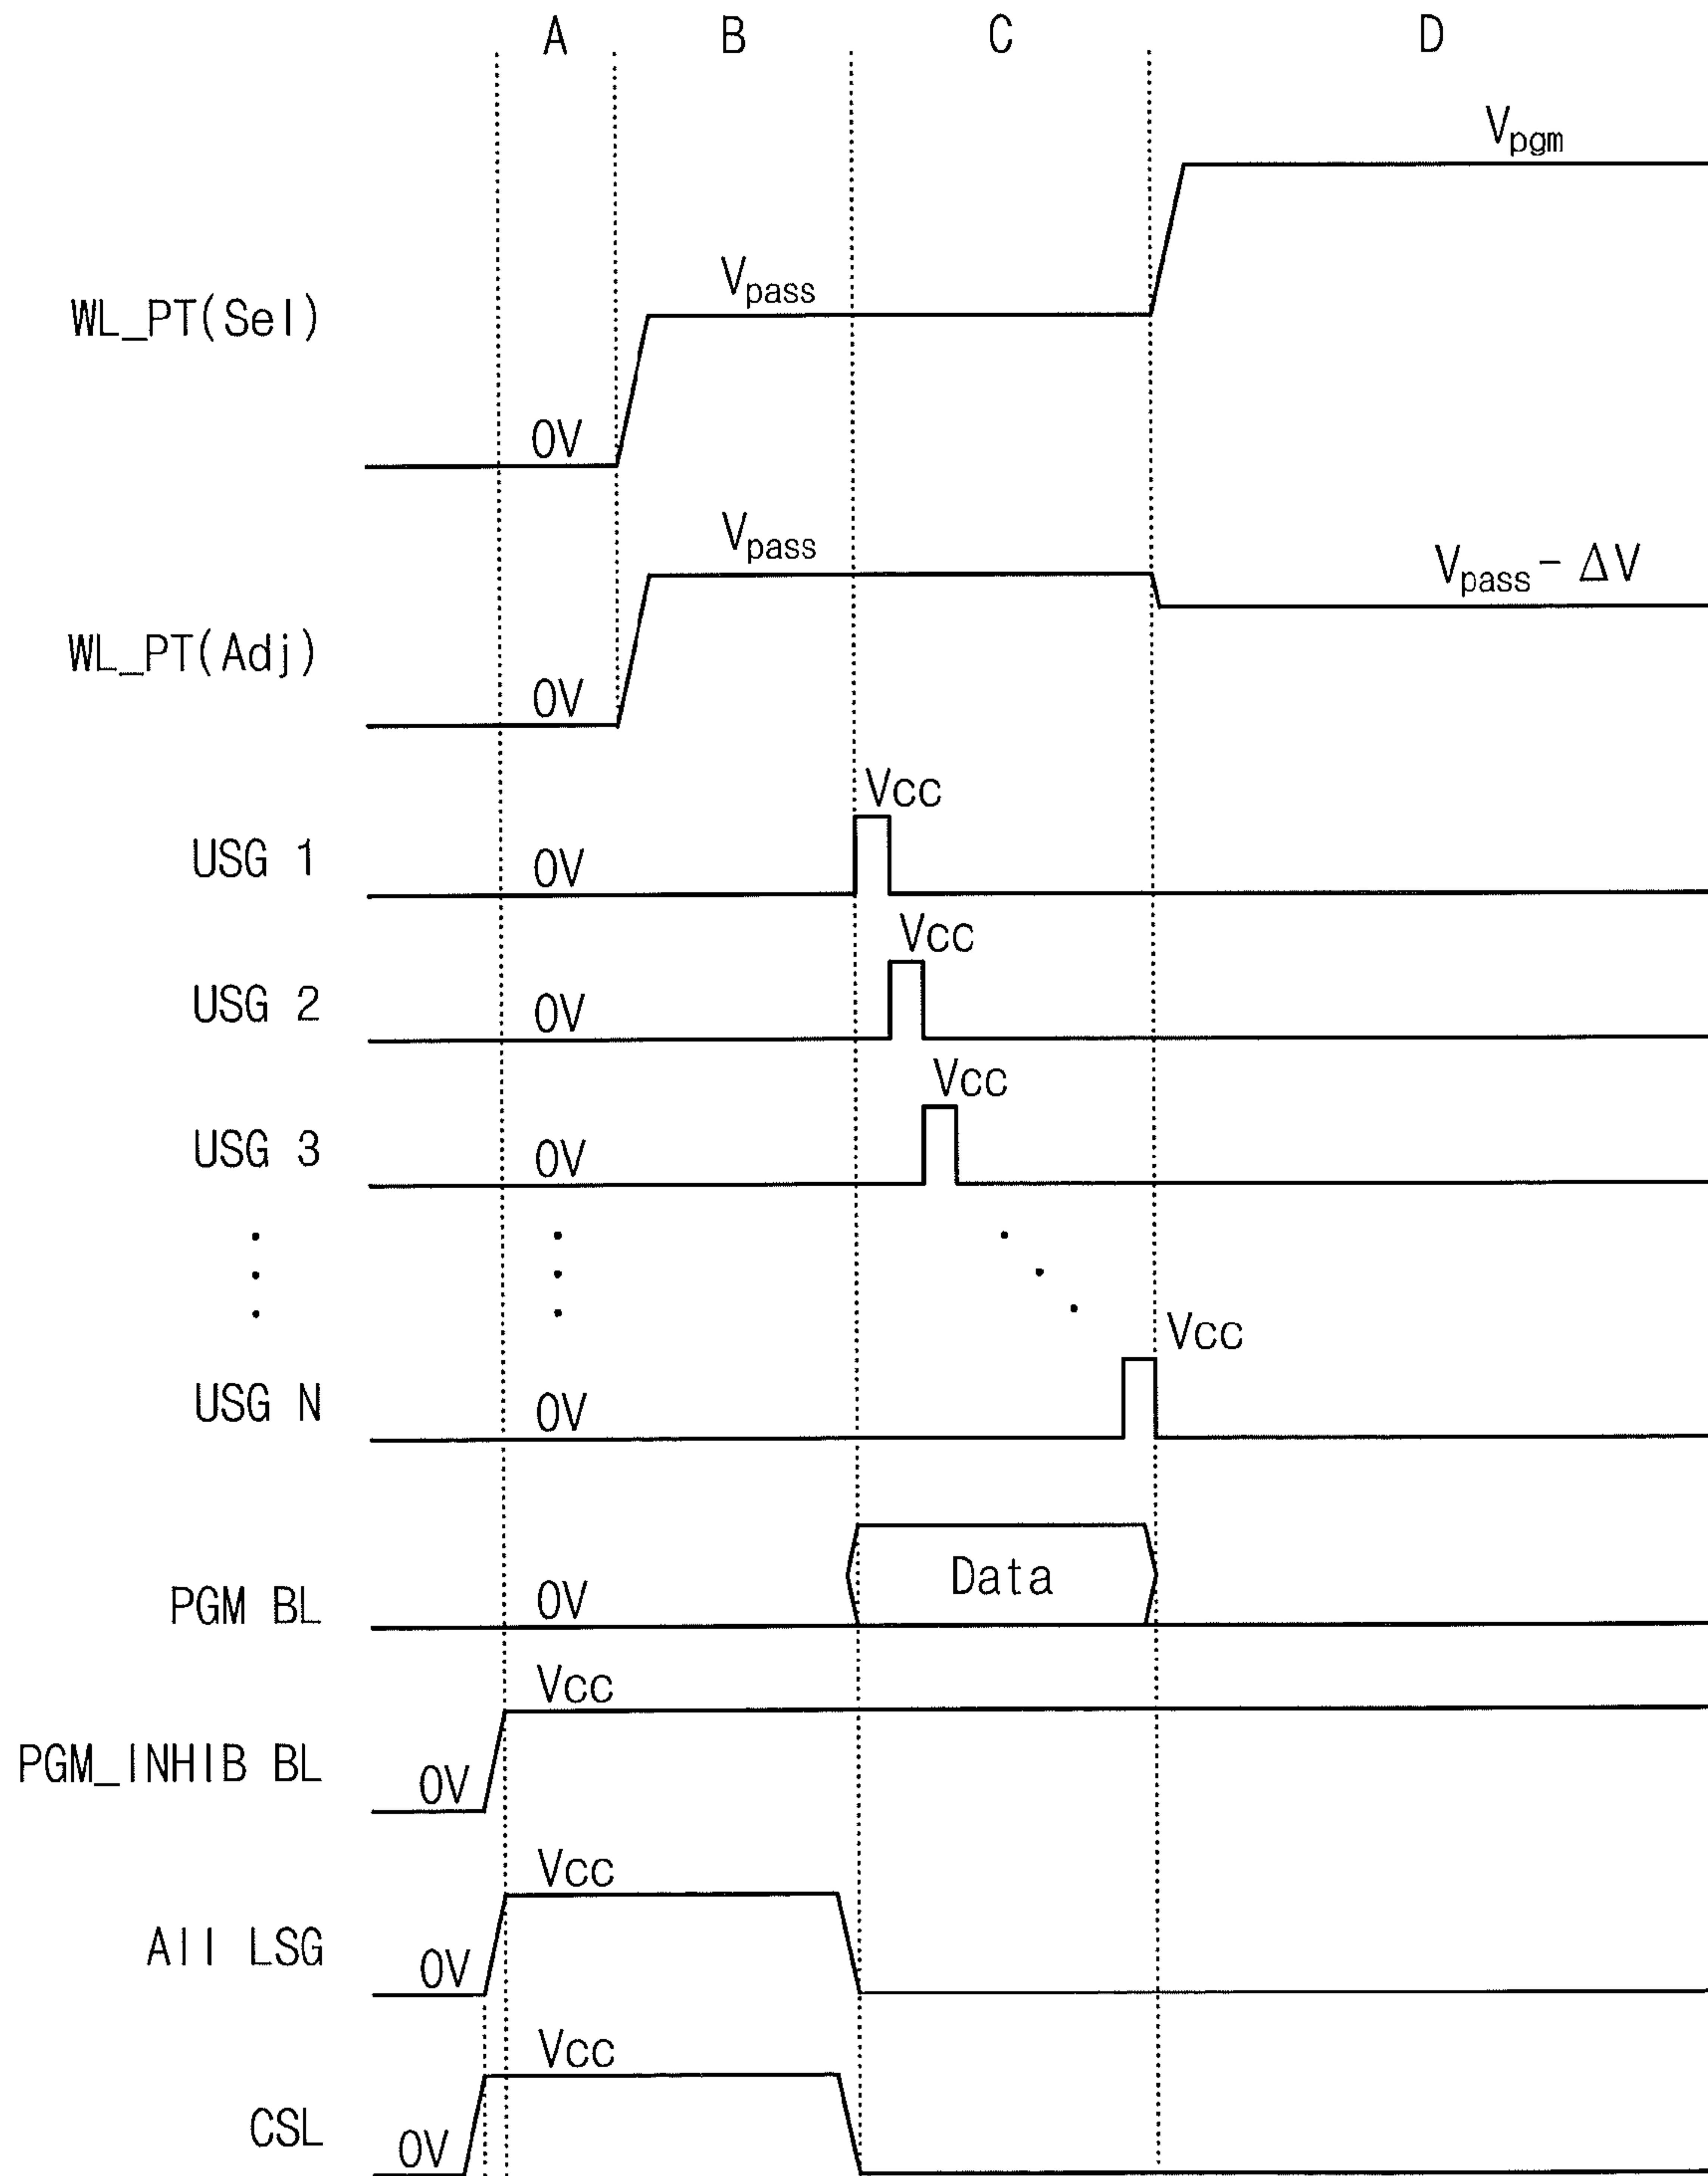 A B C D
Vpgm
Vpass
WL_PT(Sel)
0V
Vpass
Vpass - ΔV
WL_PT(Adj)
0V
Vcc
USG 1 0V
Vcc
USG 2 0V
Vcc
USG 3 0V
Vcc
USG N 0V
Data
PGM BL 0V
Vcc
PGM_INHIB BL 0V
Vcc
All LSG 0V
Vcc
CSL 0V